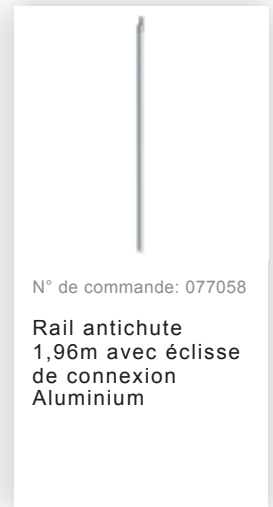 N° de commande: 077058
Rail antichute
1,96m avec éclisse
de connexion
Aluminium